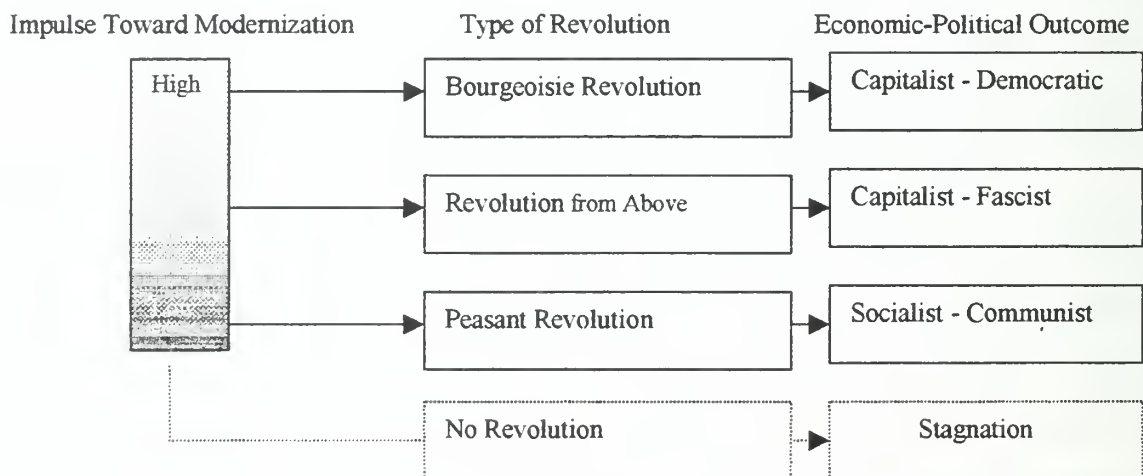 Impulse Toward Modernization Type of Revolution Economic-Political Outcome
High Bourgeoisie Revolution Capitalist - Democratic
Revolution from Above Capitalist - Fascist
Peasant Revolution Socialist - Communist
No Revolution Stagnation